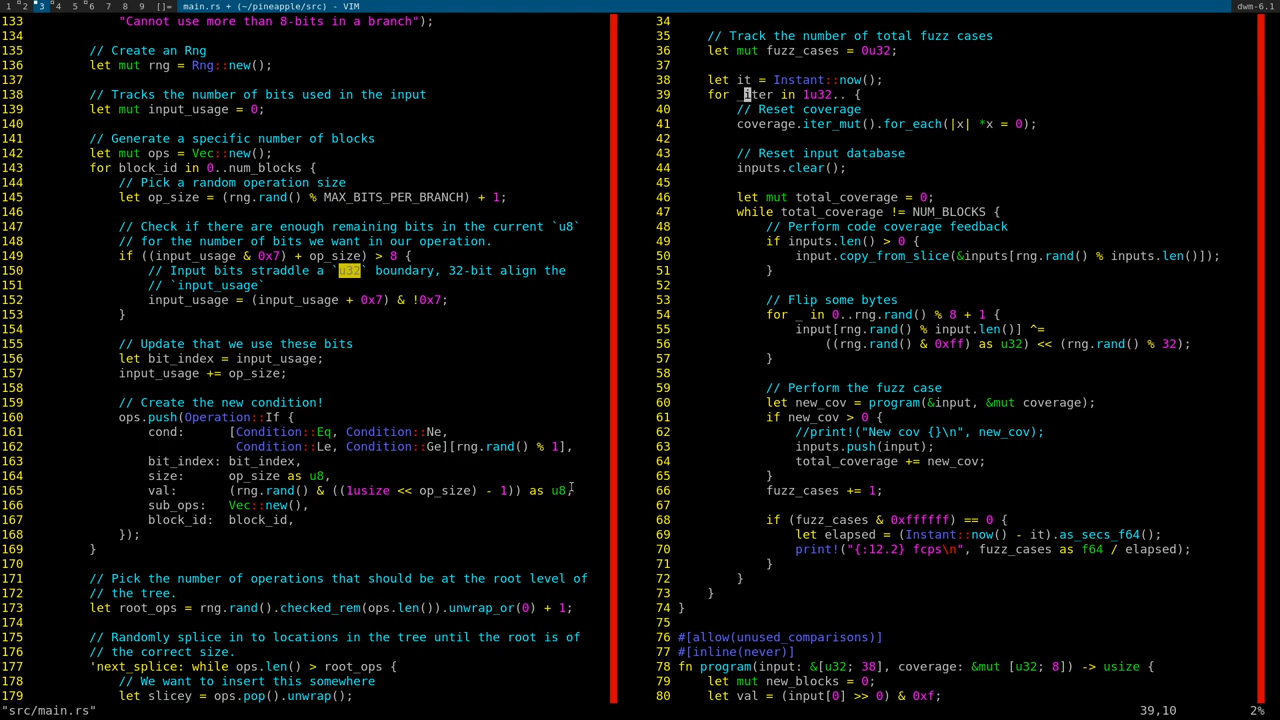 1 2 3 4 5 6 7 8 9 []= main.rs + (~/pineapple/src) - VIM dwm-6.1
133 "Cannot use more than 8-bits in a branch");
134
135 // Create an Rng
136 let mut rng = Rng::new();
137
138 // Tracks the number of bits used in the input
139 let mut input_usage = 0;
140
141 // Generate a specific number of blocks
142 let mut ops = Vec::new();
143 for block_id in 0..num_blocks {
144 // Pick a random operation size
145 let op_size = (rng.rand() % MAX_BITS_PER_BRANCH) + 1;
146
147 // Check if there are enough remaining bits in the current `u8`
148 // for the number of bits we want in our operation.
149 if ((input_usage & 0x7) + op_size) > 8 {
150 // Input bits straddle a `u32` boundary, 32-bit align the
151 // `input_usage`
152 input_usage = (input_usage + 0x7) & !0x7;
153 }
154
155 // Update that we use these bits
156 let bit_index = input_usage;
157 input_usage += op_size;
158
159 // Create the new condition!
160 ops.push(Operation::If {
161 cond: [Condition::Eq, Condition::Ne,
162 Condition::Le, Condition::Ge][rng.rand() % 1],
163 bit_index: bit_index,
164 size: op_size as u8,
165 val: (rng.rand() & ((1usize << op_size) - 1)) as u8,
166 sub_ops: Vec::new(),
167 block_id: block_id,
168 });
169 }
170
171 // Pick the number of operations that should be at the root level of
172 // the tree.
173 let root_ops = rng.rand().checked_rem(ops.len()).unwrap_or(0) + 1;
174
175 // Randomly splice in to locations in the tree until the root is of
176 // the correct size.
177 'next_splice: while ops.len() > root_ops {
178 // We want to insert this somewhere
179 let slicey = ops.pop().unwrap();
34
35 // Track the number of total fuzz cases
36 let mut fuzz_cases = 0u32;
37
38 let it = Instant::now();
39 for _iter in 1u32.. {
40 // Reset coverage
41 coverage.iter_mut().for_each(|x| *x = 0);
42
43 // Reset input database
44 inputs.clear();
45
46 let mut total_coverage = 0;
47 while total_coverage != NUM_BLOCKS {
48 // Perform code coverage feedback
49 if inputs.len() > 0 {
50 input.copy_from_slice(&inputs[rng.rand() % inputs.len()]);
51 }
52
53 // Flip some bytes
54 for _ in 0..rng.rand() % 8 + 1 {
55 input[rng.rand() % input.len()] ^=
56 ((rng.rand() & 0xff) as u32) << (rng.rand() % 32);
57 }
58
59 // Perform the fuzz case
60 let new_cov = program(&input, &mut coverage);
61 if new_cov > 0 {
62 //print!("New cov {}\n", new_cov);
63 inputs.push(input);
64 total_coverage += new_cov;
65 }
66 fuzz_cases += 1;
67
68 if (fuzz_cases & 0xffffff) == 0 {
69 let elapsed = (Instant::now() - it).as_secs_f64();
70 print!("{:12.2} fcps\n", fuzz_cases as f64 / elapsed);
71 }
72 }
73 }
74 }
75
76 #[allow(unused_comparisons)]
77 #[inline(never)]
78 fn program(input: &[u32; 38], coverage: &mut [u32; 8]) -> usize {
79 let mut new_blocks = 0;
80 let val = (input[0] >> 0) & 0xf;
"src/main.rs" 39,10 2%